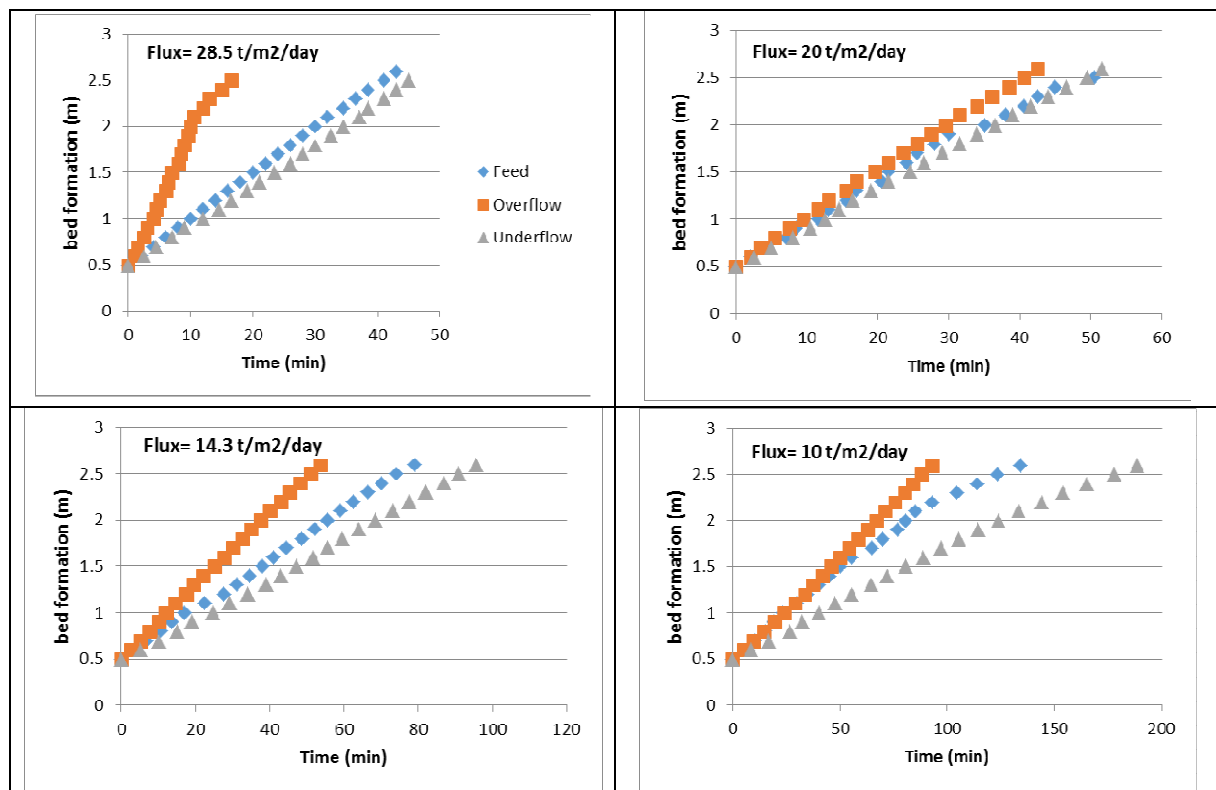 Flux= 28.5 t/m2/day
3
2.5
2
1.5
1
0.5
0
bed formation (m)
0 10 20 30 40 50
Time (min)
Feed
Overflow
Underflow
Flux= 20 t/m2/day
3
2.5
2
1.5
1
0.5
0
bed formation (m)
0 10 20 30 40 50 60
Time (min)
Flux= 14.3 t/m2/day
3
2.5
2
1.5
1
0.5
0
bed formation (m)
0 20 40 60 80 100 120
Time (min)
Flux= 10 t/m2/day
3
2.5
2
1.5
1
0.5
0
bed formation (m)
0 50 100 150 200
Time (min)